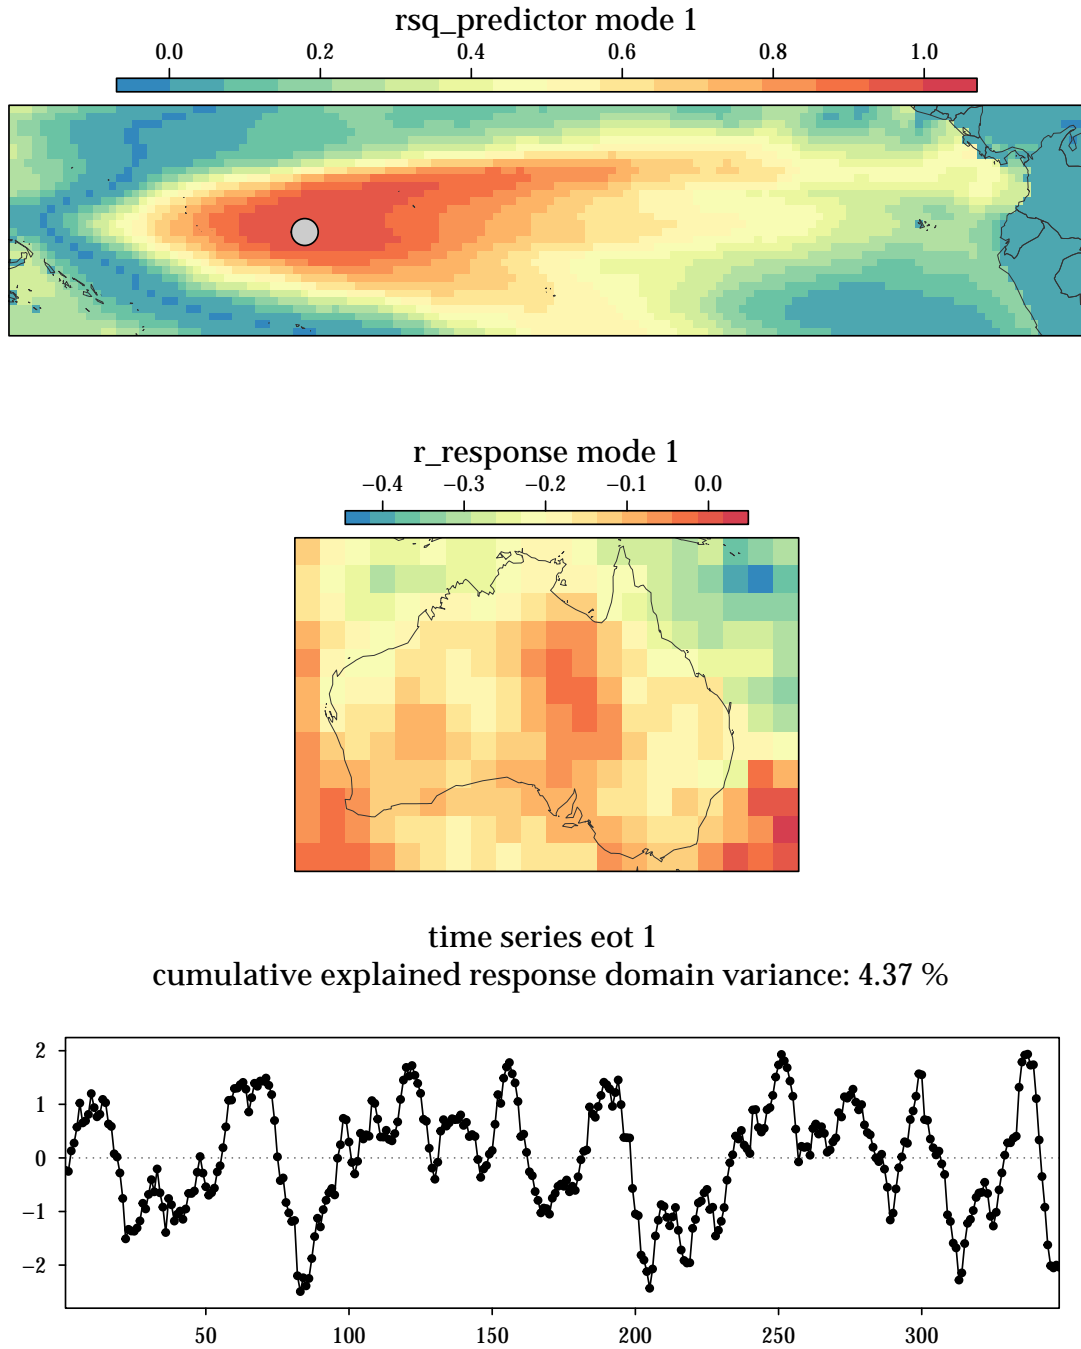 rsq_predictor mode 1
0.0 0.2 0.4 0.6 0.8 1.0
r_response mode 1
−0.4 −0.3 −0.2 −0.1 0.0
time series eot 1
cumulative explained response domain variance: 4.37 %
2
1
0
−1
−2
50 100 150 200 250 300